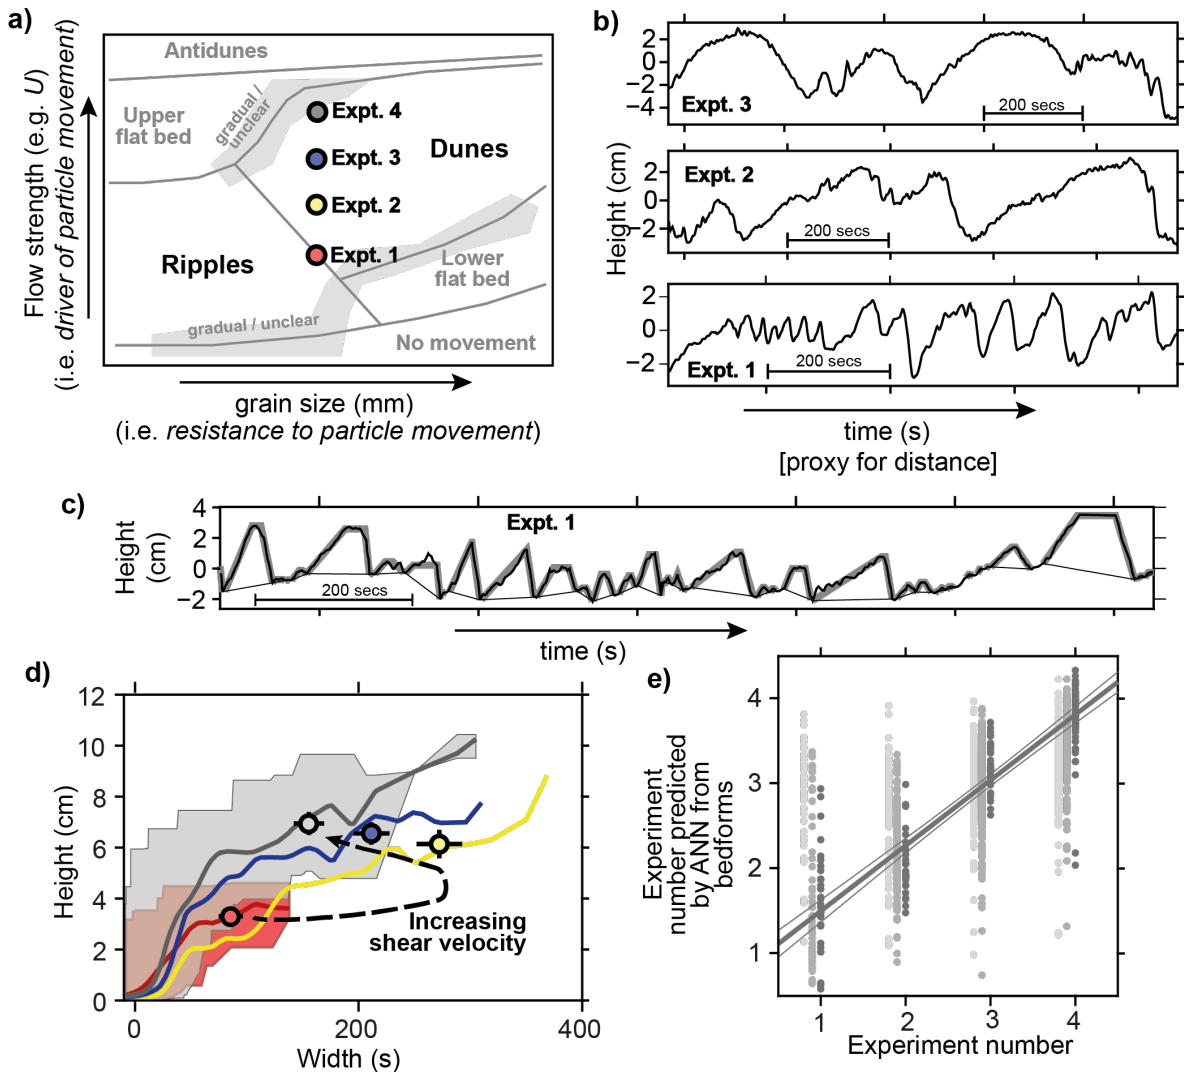 a)
Flow strength (e.g. U)
(i.e. driver of particle movement)
Antidunes
Upper
flat bed
gradual /
unclear
Expt. 4
Expt. 3
Dunes
Expt. 2
Expt. 1
Ripples
Lower
flat bed
gradual / unclear
No movement
grain size (mm)
(i.e. resistance to particle movement)
b)
Height (cm)
2
0
−2
−4
Expt. 3
200 secs
2
0
−2
Expt. 2
200 secs
2
0
−2
Expt. 1
200 secs
time (s)
[proxy for distance]
c)
Height
(cm)
4
2
0
−2
Expt. 1
200 secs
time (s)
d)
Height (cm)
12
10
8
6
4
2
0
Increasing
shear velocity
0
200
400
Width (s)
e)
Experiment
number predicted
by ANN from
bedforms
4
3
2
1
1
2
3
4
Experiment number